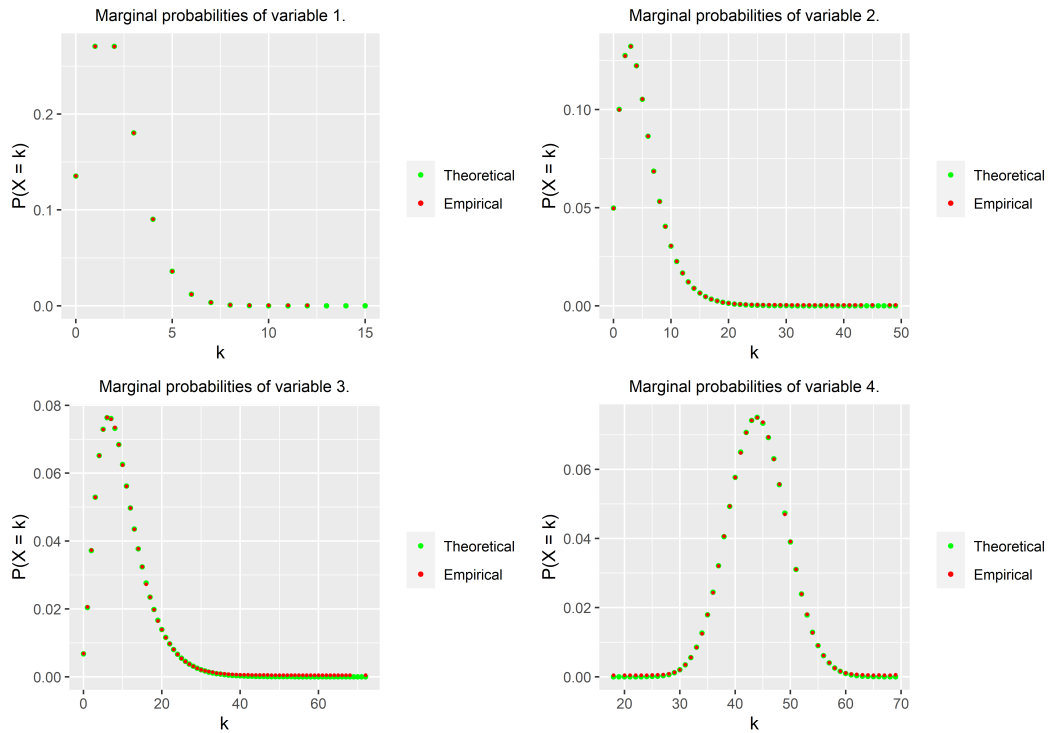 Marginal probabilities of variable 1.
P(X = k)
0.2
0.1
0.0
0 5 10 15
k
Theoretical
Empirical
Marginal probabilities of variable 2.
P(X = k)
0.10
0.05
0.00
0 10 20 30 40 50
k
Theoretical
Empirical
Marginal probabilities of variable 3.
P(X = k)
0.08
0.06
0.04
0.02
0.00
0 20 40 60
k
Theoretical
Empirical
Marginal probabilities of variable 4.
P(X = k)
0.06
0.04
0.02
0.00
20 30 40 50 60 70
k
Theoretical
Empirical